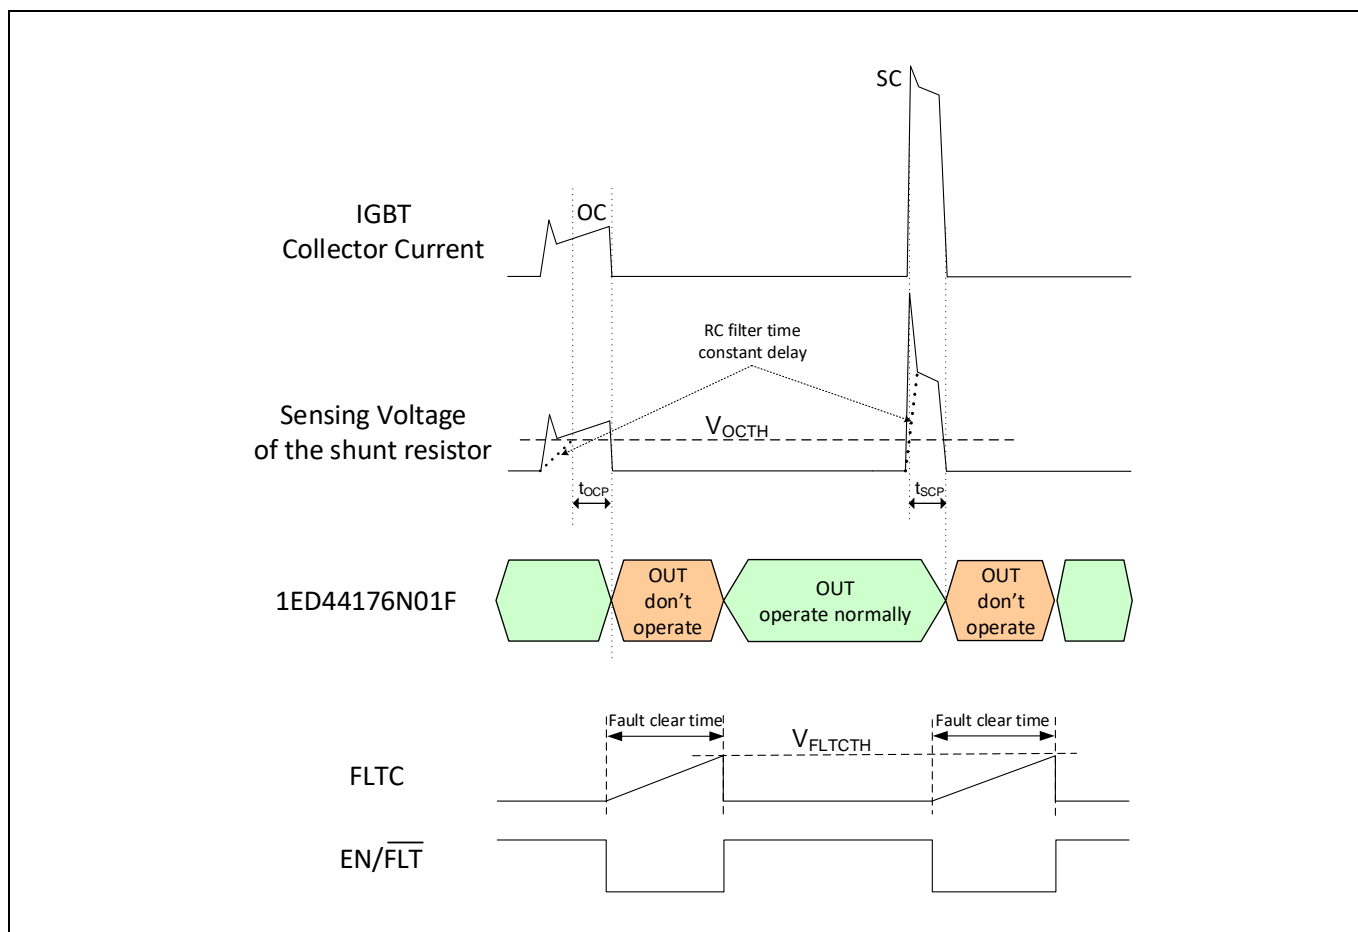 SC
OC
IGBT
Collector Current
RC filter time
constant delay
Sensing Voltage
of the shunt resistor
VOCTH
tOCP
tSCP
1ED44176N01F
OUT
don't
operate
OUT
operate normally
OUT
don't
operate
Fault clear time
Fault clear time
VFLTCTH
FLTC
EN/FLT